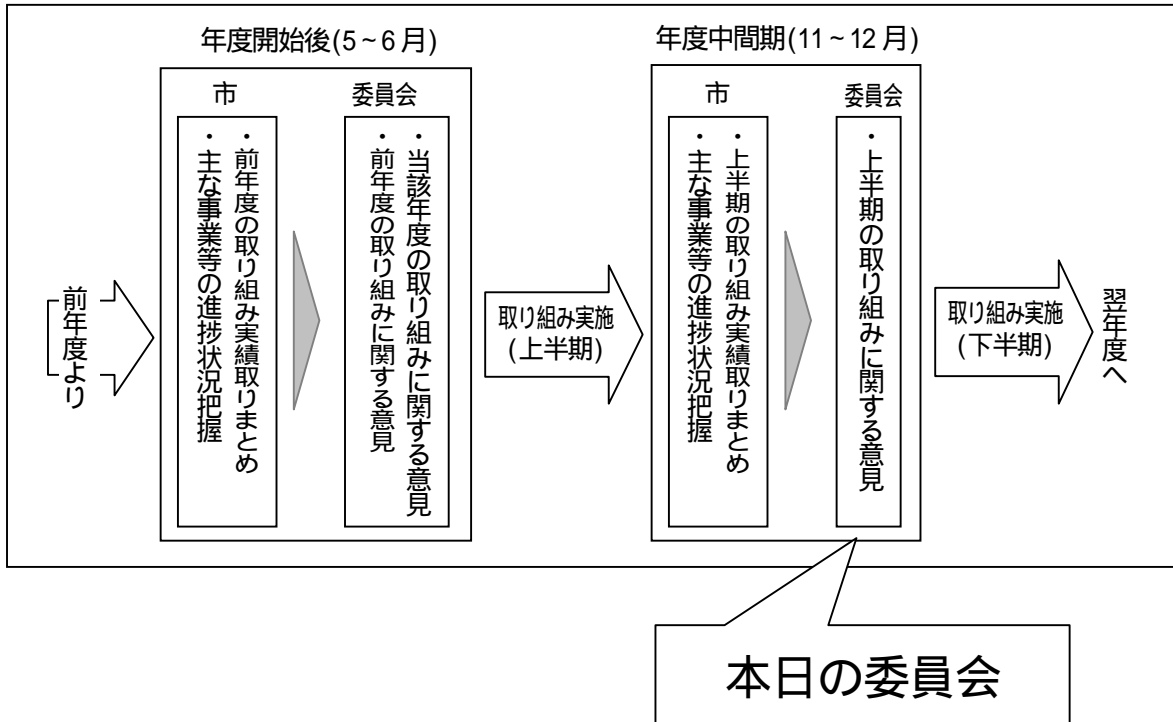 年度開始後(5~6月)
年度中間期(11~12月)
市
委員会
市
委員会
前年度より
・前年度の取り組み実績取りまとめ
・主な事業等の進捗状況把握
・当該年度の取り組みに関する意見
・前年度の取り組みに関する意見
取り組み実施
(上半期)
・上半期の取り組み実績取りまとめ
・主な事業等の進捗状況把握
・上半期の取り組みに関する意見
取り組み実施
(下半期)
翌年度へ
本日の委員会